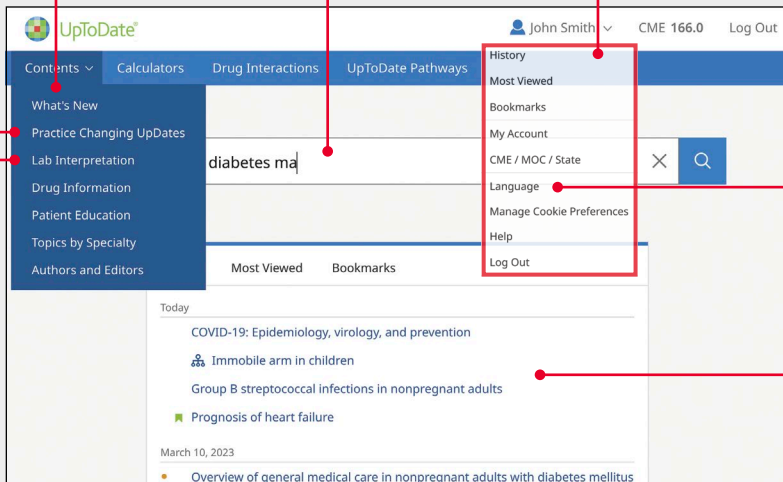 UpToDate®
John Smith
CME 166.0
Log Out
Contents
Calculators
Drug Interactions
UpToDate Pathways
What's New
Practice Changing UpDates
Lab Interpretation
Drug Information
Patient Education
Topics by Specialty
Authors and Editors
History
Most Viewed
Bookmarks
My Account
CME / MOC / State
Language
Manage Cookie Preferences
Help
Log Out
diabetes ma
Most Viewed
Bookmarks
Today
COVID-19: Epidemiology, virology, and prevention
Immobile arm in children
Group B streptococcal infections in nonpregnant adults
Prognosis of heart failure
March 10, 2023
Overview of general medical care in nonpregnant adults with diabetes mellitus